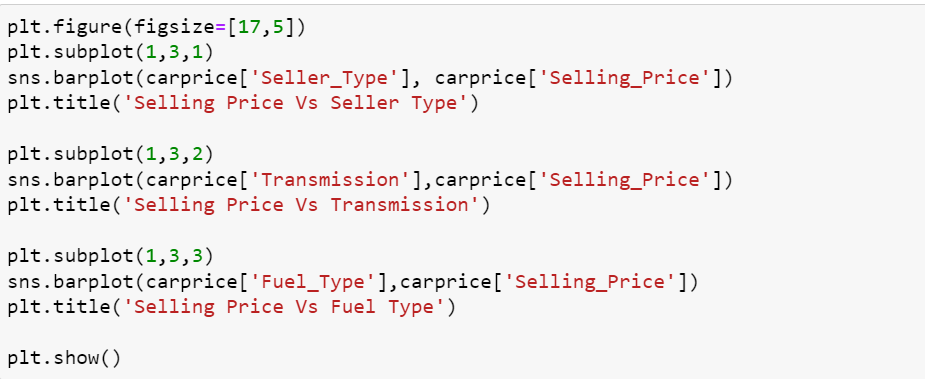 plt.figure(figsize=[17,5])
plt.subplot(1,3,1)
sns.barplot(carprice['Seller_Type'], carprice['Selling_Price'])
plt.title('Selling Price Vs Seller Type')
plt.subplot(1,3,2)
sns.barplot(carprice['Transmission'],carprice['Selling_Price'])
plt.title('Selling Price Vs Transmission')
plt.subplot(1,3,3)
sns.barplot(carprice['Fuel_Type'],carprice['Selling_Price'])
plt.title('Selling Price Vs Fuel Type')
plt.show()